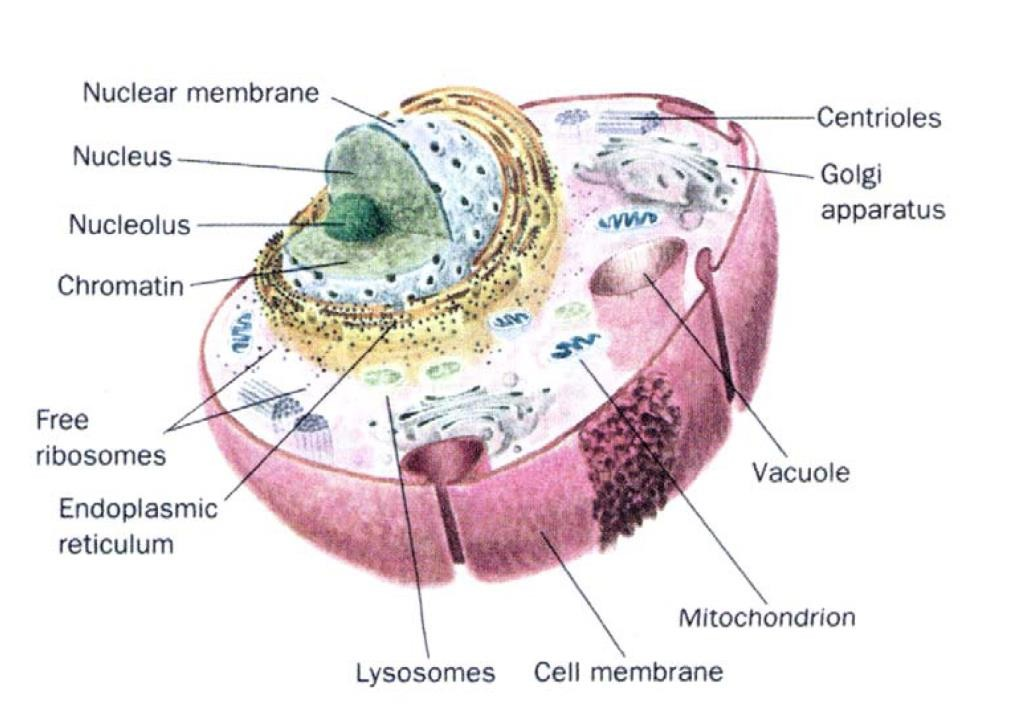 Nuclear membrane
Nucleus
Nucleolus
Chromatin
Free
ribosomes
Endoplasmic
reticulum
Lysosomes
Cell membrane
Mitochondrion
Vacuole
Golgi
apparatus
Centrioles